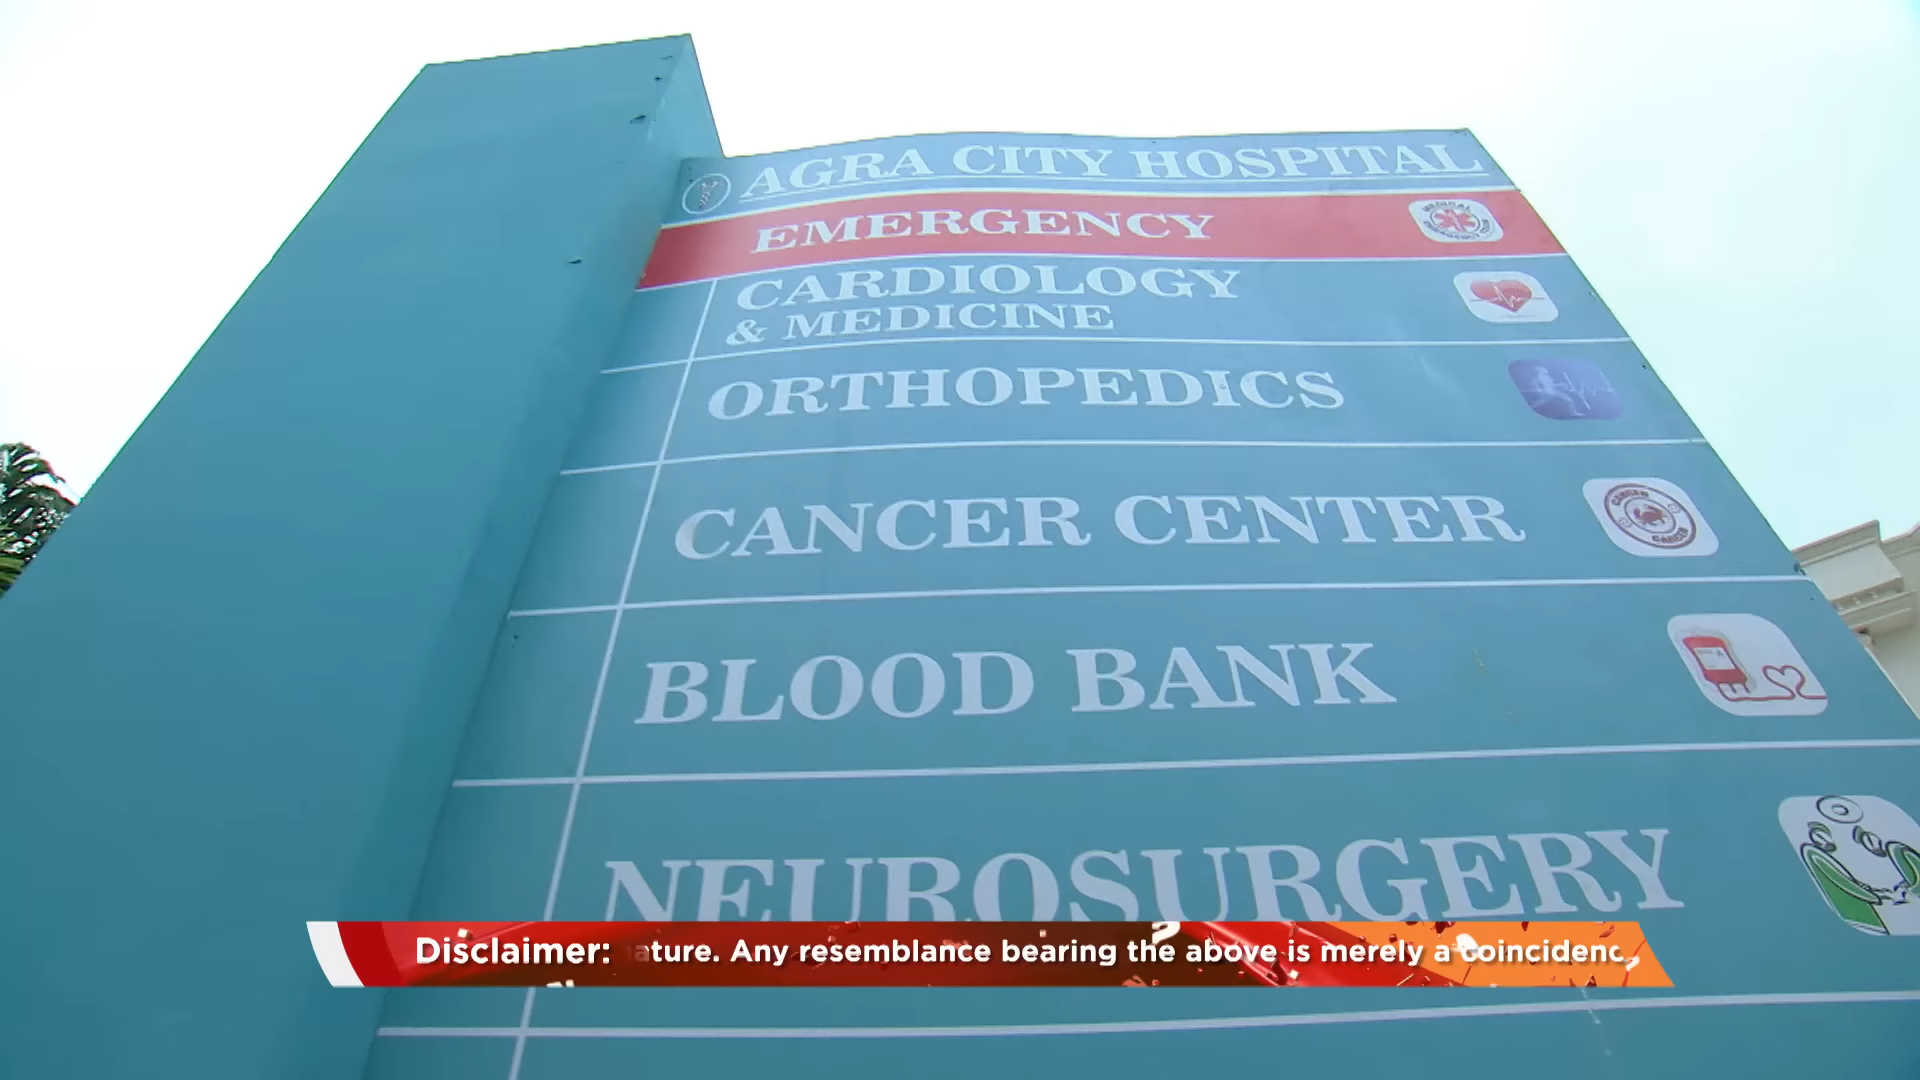 AGRA CITY HOSPITAL
EMERGENCY
CARDIOLOGY
& MEDICINE
ORTHOPEDICS
CANCER CENTER
BLOOD BANK
NEUROSURGERY
Disclaimer: ature. Any resemblance bearing the above is merely a coincidenc